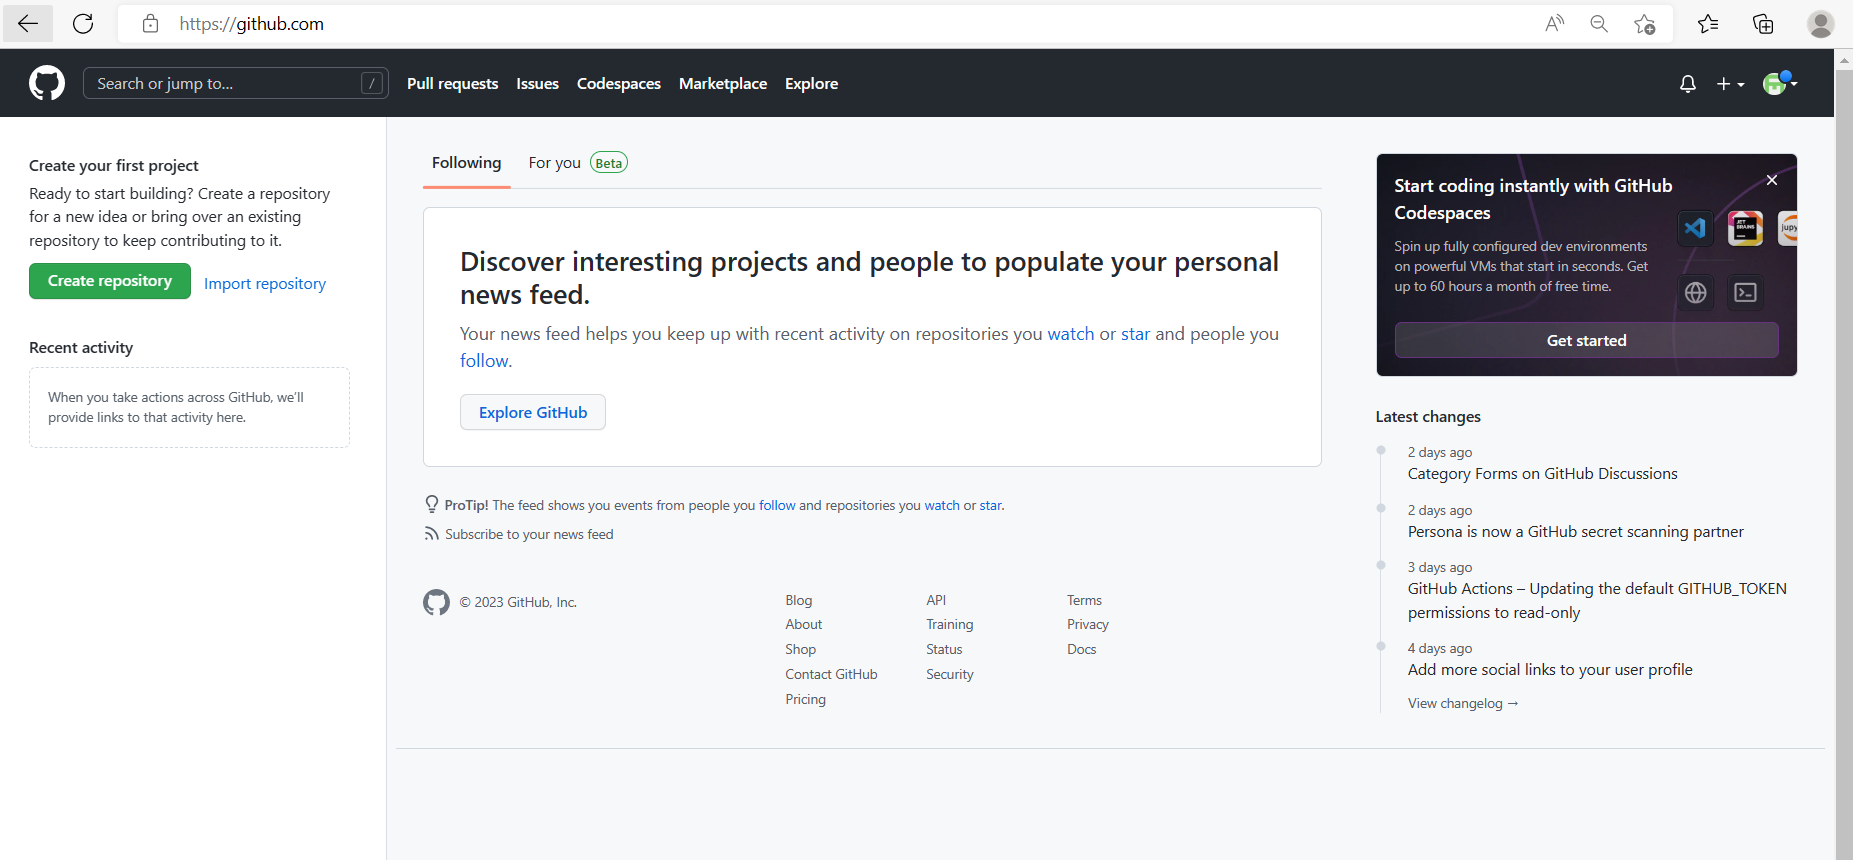 https://github.com
Search or jump to... /
Pull requests Issues Codespaces Marketplace Explore
Create your first project
Ready to start building? Create a repository
for a new idea or bring over an existing
repository to keep contributing to it.
Create repository Import repository
Recent activity
When you take actions across GitHub, we'll
provide links to that activity here.
Following For you Beta
Discover interesting projects and people to populate your personal
news feed.
Your news feed helps you keep up with recent activity on repositories you watch or star and people you
follow.
Explore GitHub
ProTip! The feed shows you events from people you follow and repositories you watch or star.
Subscribe to your news feed
© 2023 GitHub, Inc.
Blog
About
Shop
Contact GitHub
Pricing
API
Training
Status
Security
Terms
Privacy
Docs
Start coding instantly with GitHub
Codespaces
Spin up fully configured dev environments
on powerful VMs that start in seconds. Get
up to 60 hours a month of free time.
JET
BRAINS
jupy
Get started
Latest changes
2 days ago
Category Forms on GitHub Discussions
2 days ago
Persona is now a GitHub secret scanning partner
3 days ago
GitHub Actions – Updating the default GITHUB_TOKEN
permissions to read-only
4 days ago
Add more social links to your user profile
View changelog →